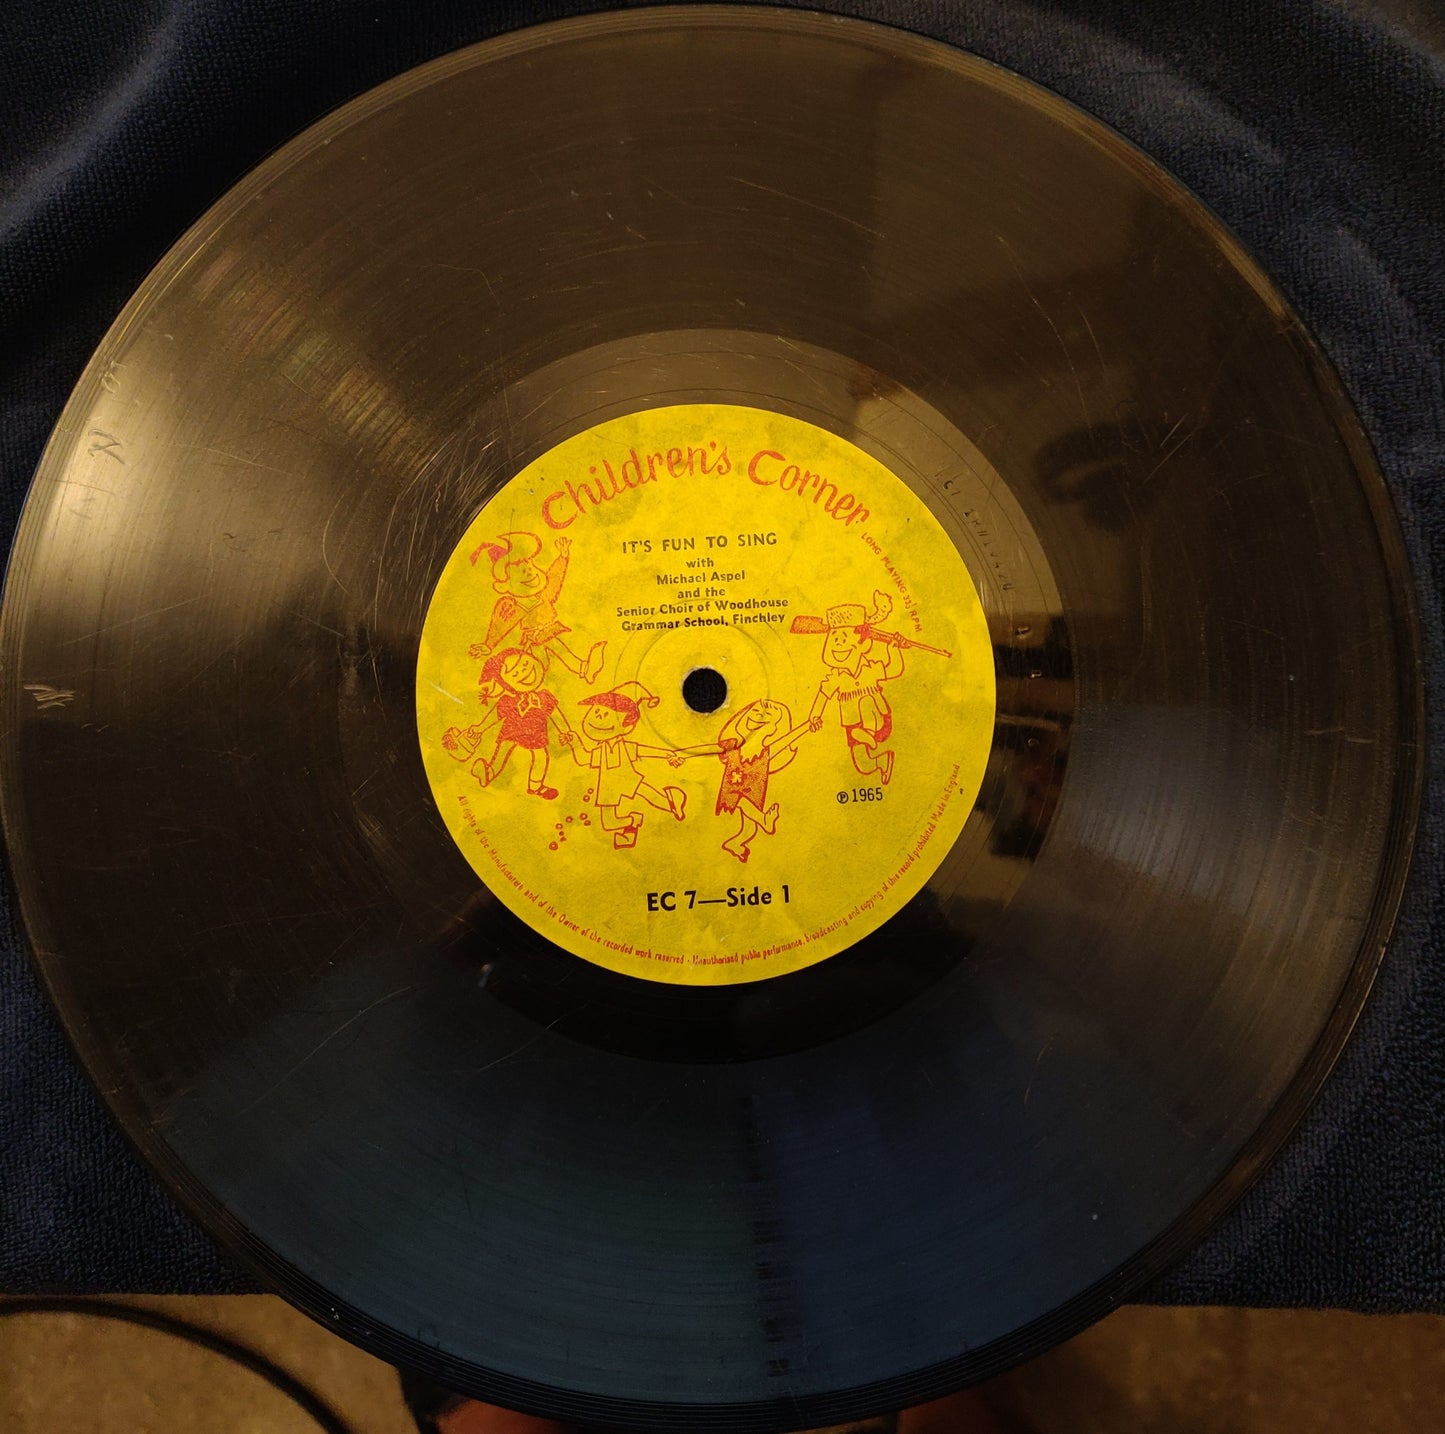 Children's Corner
LONG PLAYING 33⅓ RPM
IT'S FUN TO SING
with
Michael Aspel
and the
Senior Choir of Woodhouse
Grammar School, Finchley
℗ 1965
EC 7—Side 1
All rights of the Manufacturers and of the Owner of the recorded work reserved · Unauthorised public performance, broadcasting and copying of this record prohibited Made in England